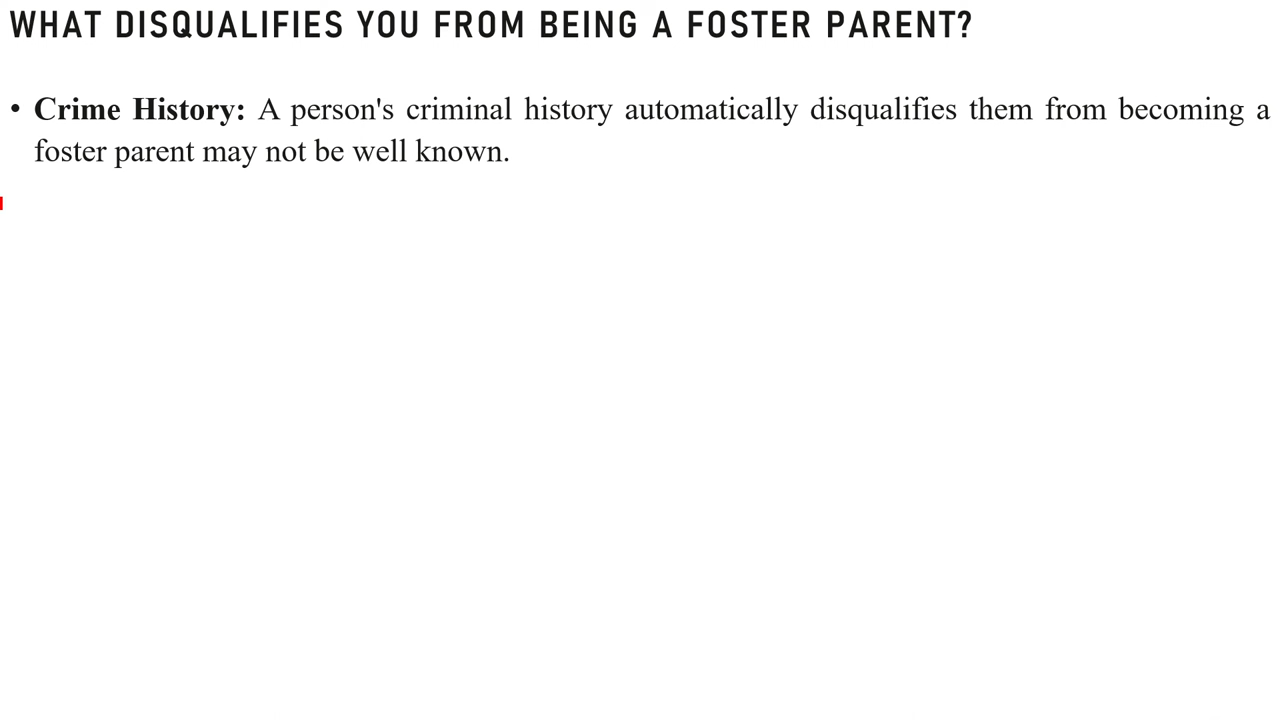 WHAT DISQUALIFIES YOU FROM BEING A FOSTER PARENT?
• Crime History: A person's criminal history automatically disqualifies them from becoming a
foster parent may not be well known.